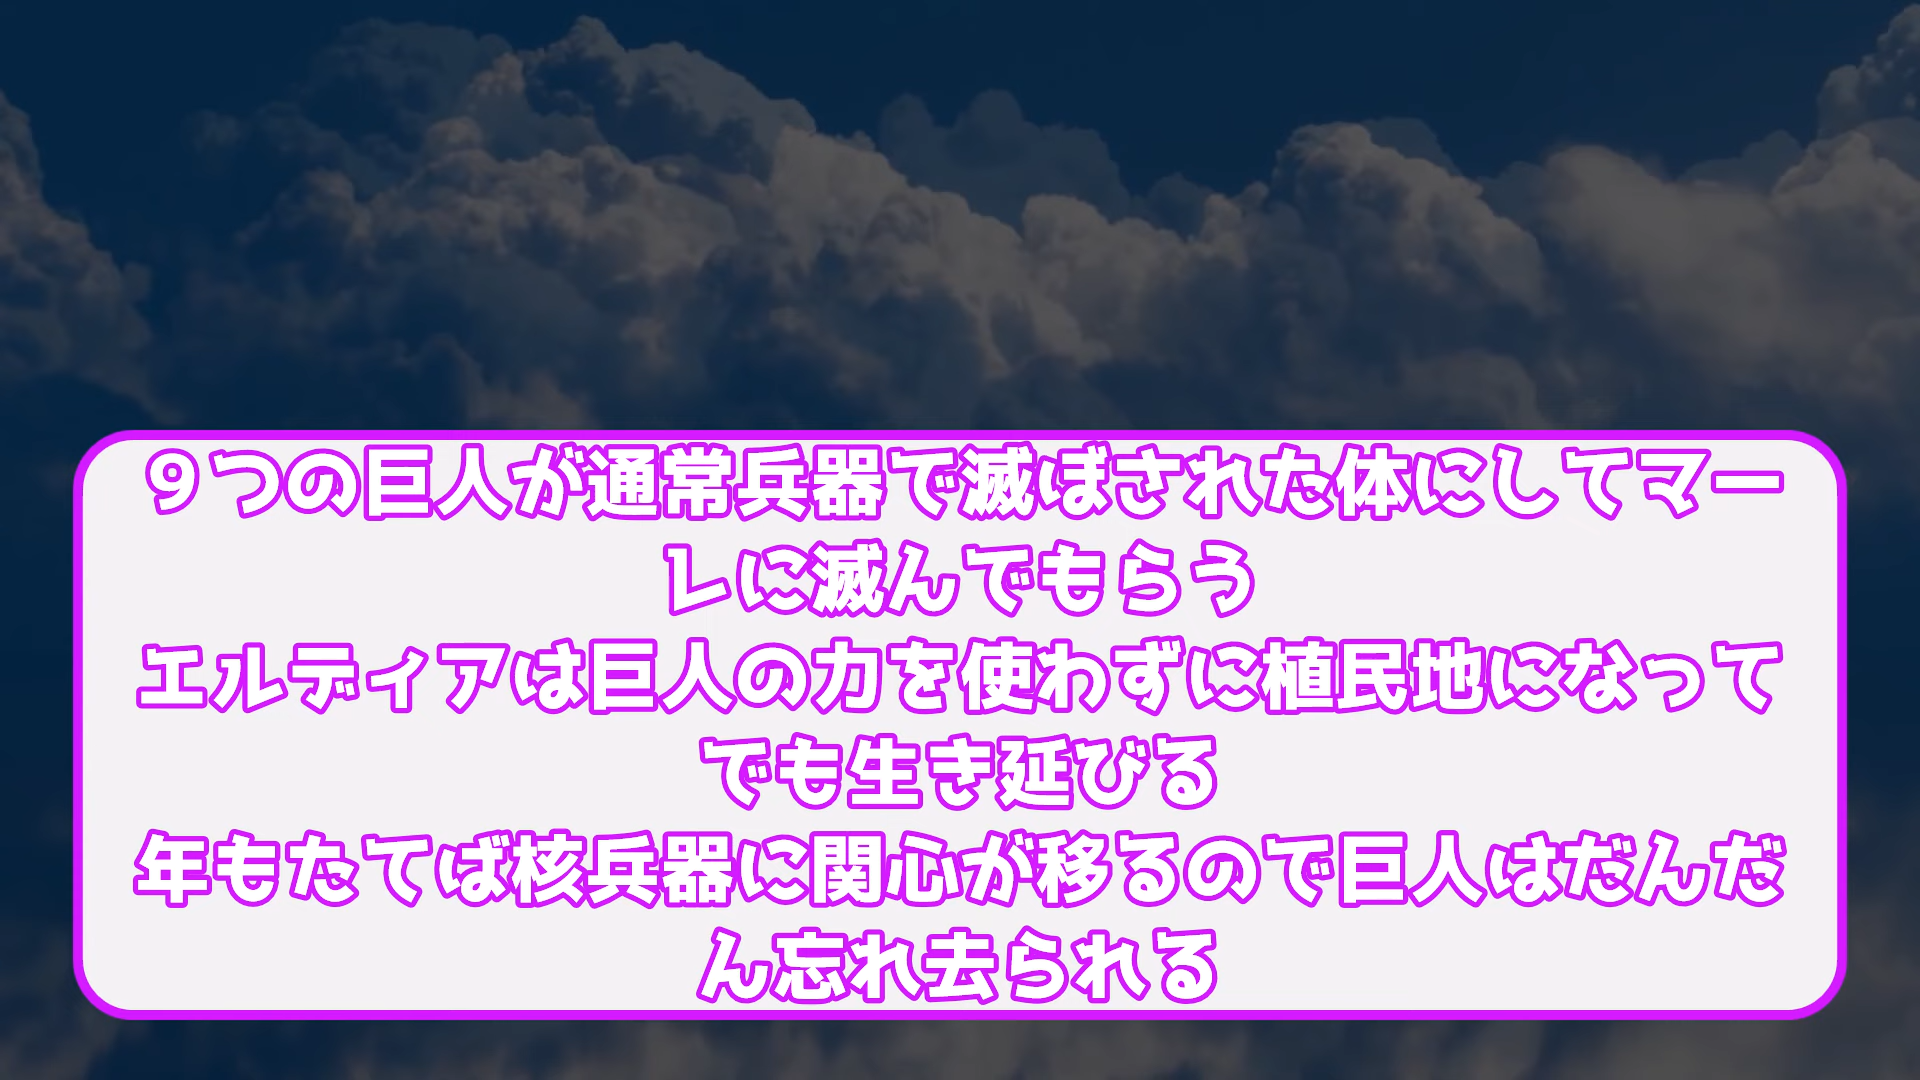 ９つの巨人が通常兵器で滅ぼされた体にしてマー
レに滅んでもらう
エルディアは巨人の力を使わずに植民地になって
でも生き延びる
年もたてば核兵器に関心が移るので巨人はだんだ
ん忘れ去られる